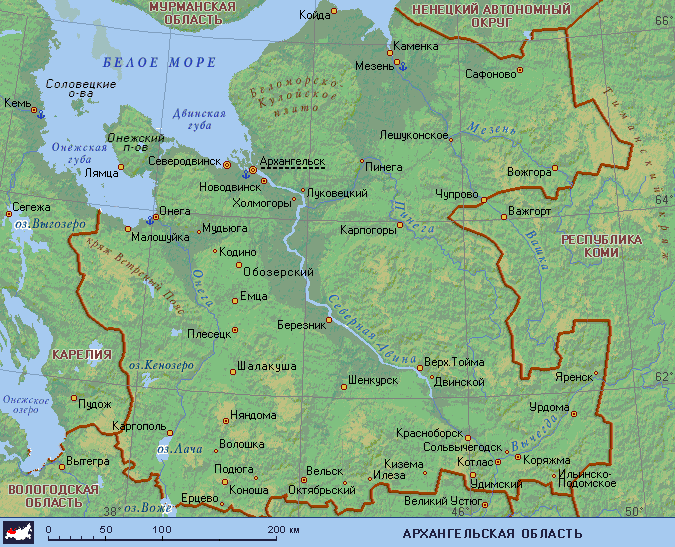 МУРМАНСКАЯ
ОБЛАСТЬ
НЕНЕЦКИЙ АВТОНОМНЫЙ
ОКРУГ
66°
Койда
Каменка
Мезень
Сафоново
БЕЛОЕ МОРЕ
Соловецкие
о-ва
Кемь
Беломорско-
Кулойское
плато
Двинская
губа
Онежский
п-ов
Онежская
губа
Лямца
Северодвинск
Архангельск
Новодвинск
Холмогоры
Луковецкий
Пинега
Лешуконское
Мезень
Вожгора
Тиманский кряж
Чупрово
64°
Важгорт
Сегежа
оз.Выгозеро
Онега
Малошуйка
Мудьюга
Кодино
Обозерский
кряж Ветреный Пояс
Онега
Емца
Карпогоры
Пинега
Вашка
РЕСПУБЛИКА
КОМИ
Северная Двина
Березник
Плесецк
КАРЕЛИЯ
оз.Кенозеро
Шалакуша
Верх.Тойма
Двинской
Шенкурск
Яренск
62°
Онежское
озеро
Пудож
Няндома
Урдома
Каргополь
Красноборск
Вычегда
Сольвычегодск
Волошка
оз.Лача
Вытегра
Котлас
Коряжма
Подюга
Вельск
Кизема
Илеза
Ильинско-
Подомское
Удимский
Коноша
Октябрьский
ВОЛОГОДСКАЯ
ОБЛАСТЬ
оз.Воже
Ерцево
Великий Устюг
38°
46°
50°
0
50
100
200 км
АРХАНГЕЛЬСКАЯ ОБЛАСТЬ